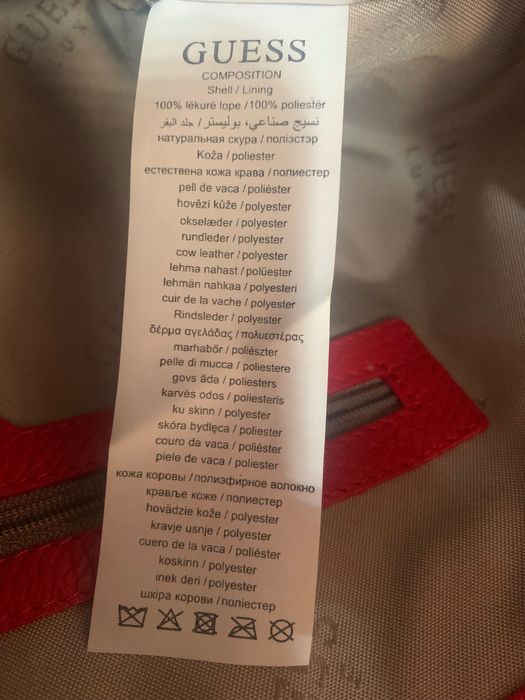 GUESS
COMPOSITION
Shell / Lining
100% lëkurë lope /100% poliestër
نسيج صناعي، بوليستر / جلد البقر
натуральная скура / поліэстэр
Koža / poliester
естествена кожа крава / полиестер
pell de vaca / polièster
hovězí kůže / polyester
okselæder / polyester
rundleder / polyester
cow leather / polyester
lehma nahast / polüester
lehmän nahkaa / polyesteri
cuir de la vache / polyester
Rindsleder / polyester
δέρμα αγελάδας / πολυεστέρας
marhabőr / poliészter
pelle di mucca / poliestere
govs āda / poliesters
karvės odos / poliesteris
ku skinn / polyester
skóra bydlęca / poliester
couro da vaca / poliéster
piele de vaca / poliester
кожа коровы / полиэфирное волокно
кравље коже / полиестер
hovädzie kože / polyester
kravje usnje / polyester
cuero de la vaca / poliéster
koskinn / polyester
inek deri / polyester
шкіра корови / поліестер
GUESS